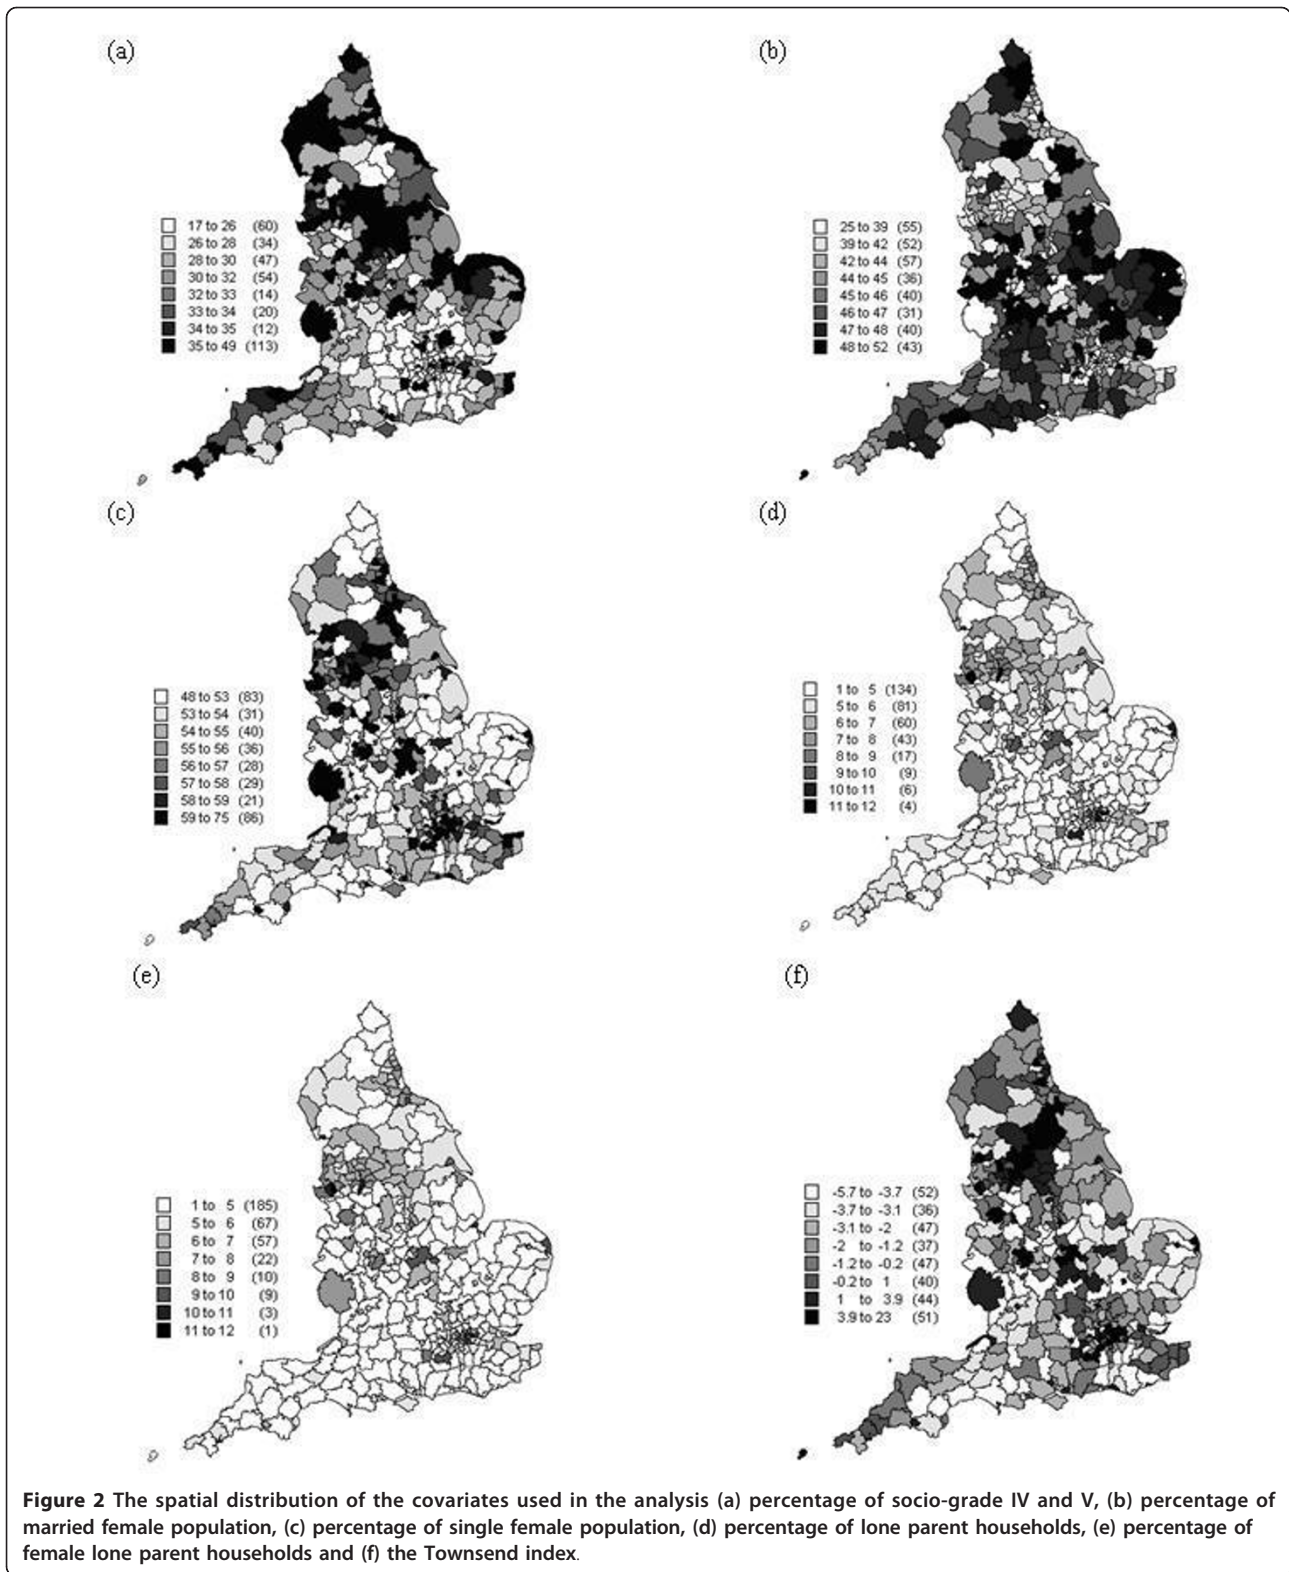 (a)
17 to 26 (60)
26 to 28 (34)
28 to 30 (47)
30 to 32 (54)
32 to 33 (14)
33 to 34 (20)
34 to 35 (12)
35 to 49 (113)
(b)
25 to 39 (55)
39 to 42 (52)
42 to 44 (57)
44 to 45 (36)
45 to 46 (40)
46 to 47 (31)
47 to 48 (40)
48 to 52 (43)
(c)
48 to 53 (83)
53 to 54 (31)
54 to 55 (40)
55 to 56 (36)
56 to 57 (28)
57 to 58 (29)
58 to 59 (21)
59 to 75 (86)
(d)
1 to 5 (134)
5 to 6 (81)
6 to 7 (60)
7 to 8 (43)
8 to 9 (17)
9 to 10 (9)
10 to 11 (6)
11 to 12 (4)
(e)
1 to 5 (185)
5 to 6 (67)
6 to 7 (57)
7 to 8 (22)
8 to 9 (10)
9 to 10 (9)
10 to 11 (3)
11 to 12 (1)
(f)
-5.7 to -3.7 (52)
-3.7 to -3.1 (36)
-3.1 to -2 (47)
-2 to -1.2 (37)
-1.2 to -0.2 (47)
-0.2 to 1 (40)
1 to 3.9 (44)
3.9 to 23 (51)
Figure 2 The spatial distribution of the covariates used in the analysis (a) percentage of socio-grade IV and V, (b) percentage of
married female population, (c) percentage of single female population, (d) percentage of lone parent households, (e) percentage of
female lone parent households and (f) the Townsend index.